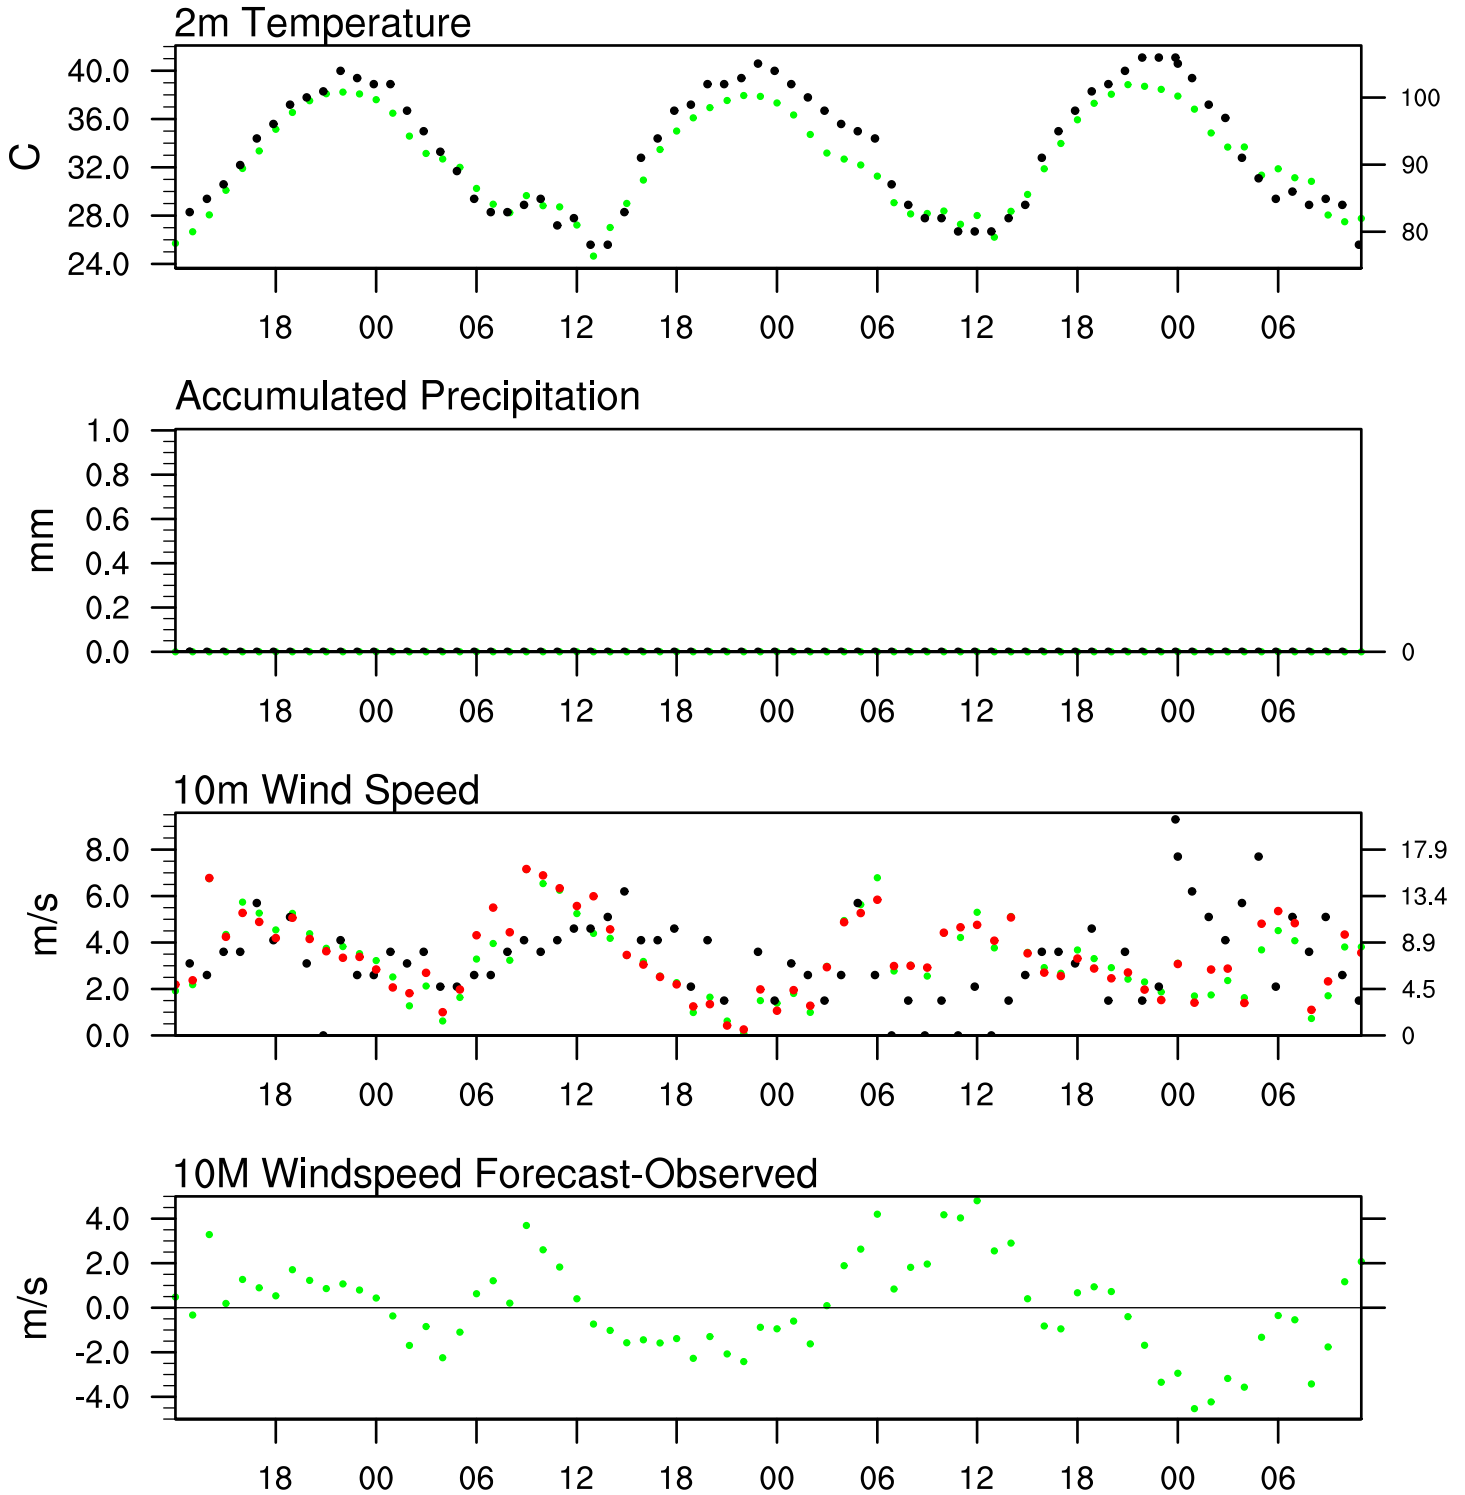 2m Temperature
40.0
36.0
32.0
28.0
24.0
C
100
90
80
18 00 06 12 18 00 06 12 18 00 06
Accumulated Precipitation
1.0
0.8
0.6
0.4
0.2
0.0
mm
0
18 00 06 12 18 00 06 12 18 00 06
10m Wind Speed
8.0
6.0
4.0
2.0
0.0
m/s
17.9
13.4
8.9
4.5
0
18 00 06 12 18 00 06 12 18 00 06
10M Windspeed Forecast-Observed
4.0
2.0
0.0
-2.0
-4.0
m/s
18 00 06 12 18 00 06 12 18 00 06